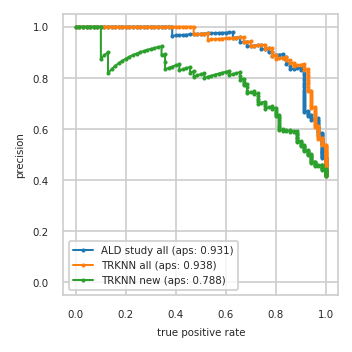 1.0
0.8
0.6
0.4
0.2
0.0
precision
ALD study all (aps: 0.931)
TRKNN all (aps: 0.938)
TRKNN new (aps: 0.788)
0.0 0.2 0.4 0.6 0.8 1.0
true positive rate